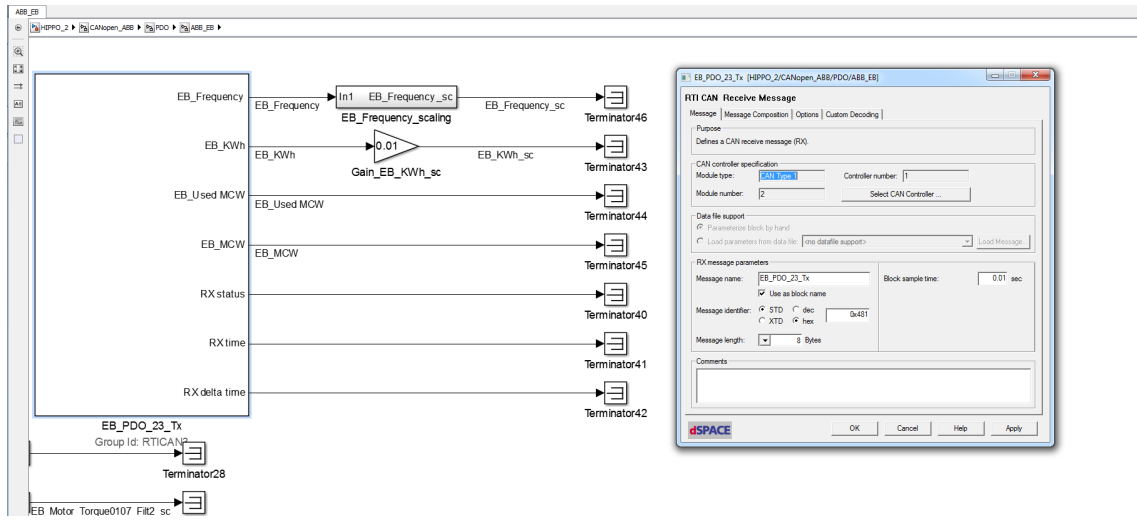 ABB_EB
HIPPO_2 CANopen_ABB PDO ABB_EB
EB_Frequency
EB_Frequency
In1 EB_Frequency_sc
EB_Frequency_scaling
EB_Frequency_sc
Terminator46
EB_KWh
EB_KWh
0.01
Gain_EB_KWh_sc
EB_KWh_sc
Terminator43
EB_Used MCW
EB_Used MCW
Terminator44
EB_MCW
EB_MCW
Terminator45
RX status
Terminator40
RX time
Terminator41
RX delta time
Terminator42
EB_PDO_23_Tx
Terminator28
EB_Motor_Torque0107_Filt2_sc
EB_PDO_23_Tx [HIPPO_2/CANopen_ABB/PDO/ABB_EB]
RTI CAN Receive Message
Message Message Composition Options Custom Decoding
Purpose
Defines a CAN receive message (RX).
CAN controller specification
Module type: CAN Type 1 Controller number: 1
Module number: 2 Select CAN Controller ...
Data file support
Parameterize block by hand
Load parameters from data file: <no datafile support> Load Message...
RX message parameters
Message name: EB_PDO_23_Tx Block sample time: 0.01 sec
Use as block name
Message identifier: STD dec 0x481
XTD hex
Message length: 8 Bytes
Comments
dSPACE OK Cancel Help Apply